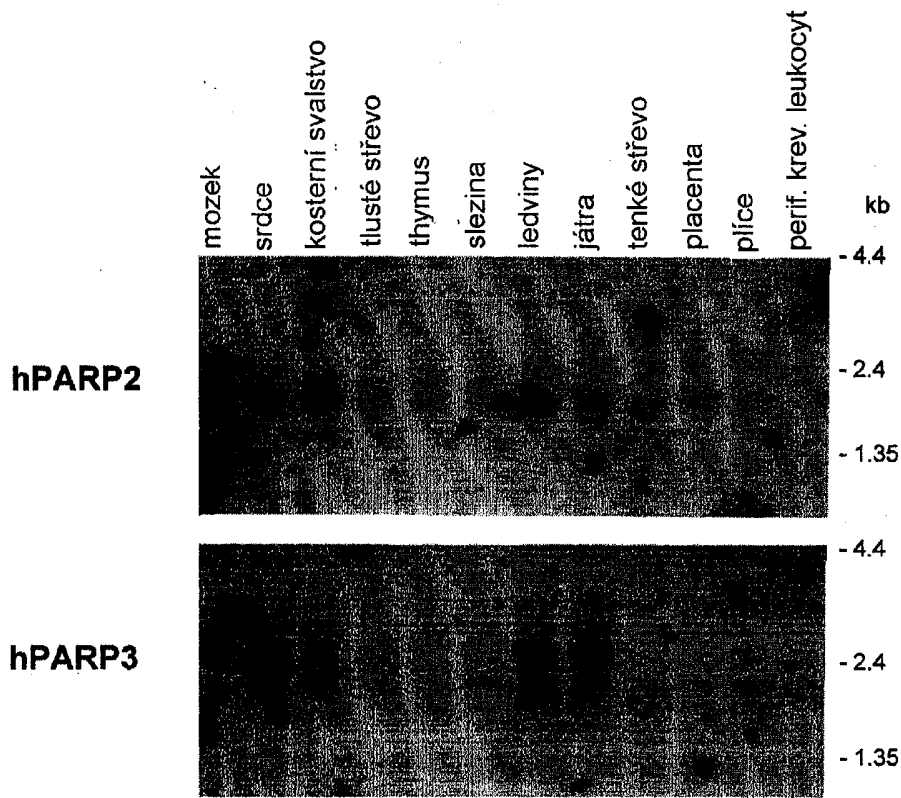 mozek
srdce
kosterní svalstvo
tlusté střevo
thymus
slezina
ledviny
játra
tenké střevo
placenta
plíce
perif. krev. leukocyt
kb
- 4.4
hPARP2
- 2.4
- 1.35
- 4.4
hPARP3
- 2.4
- 1.35